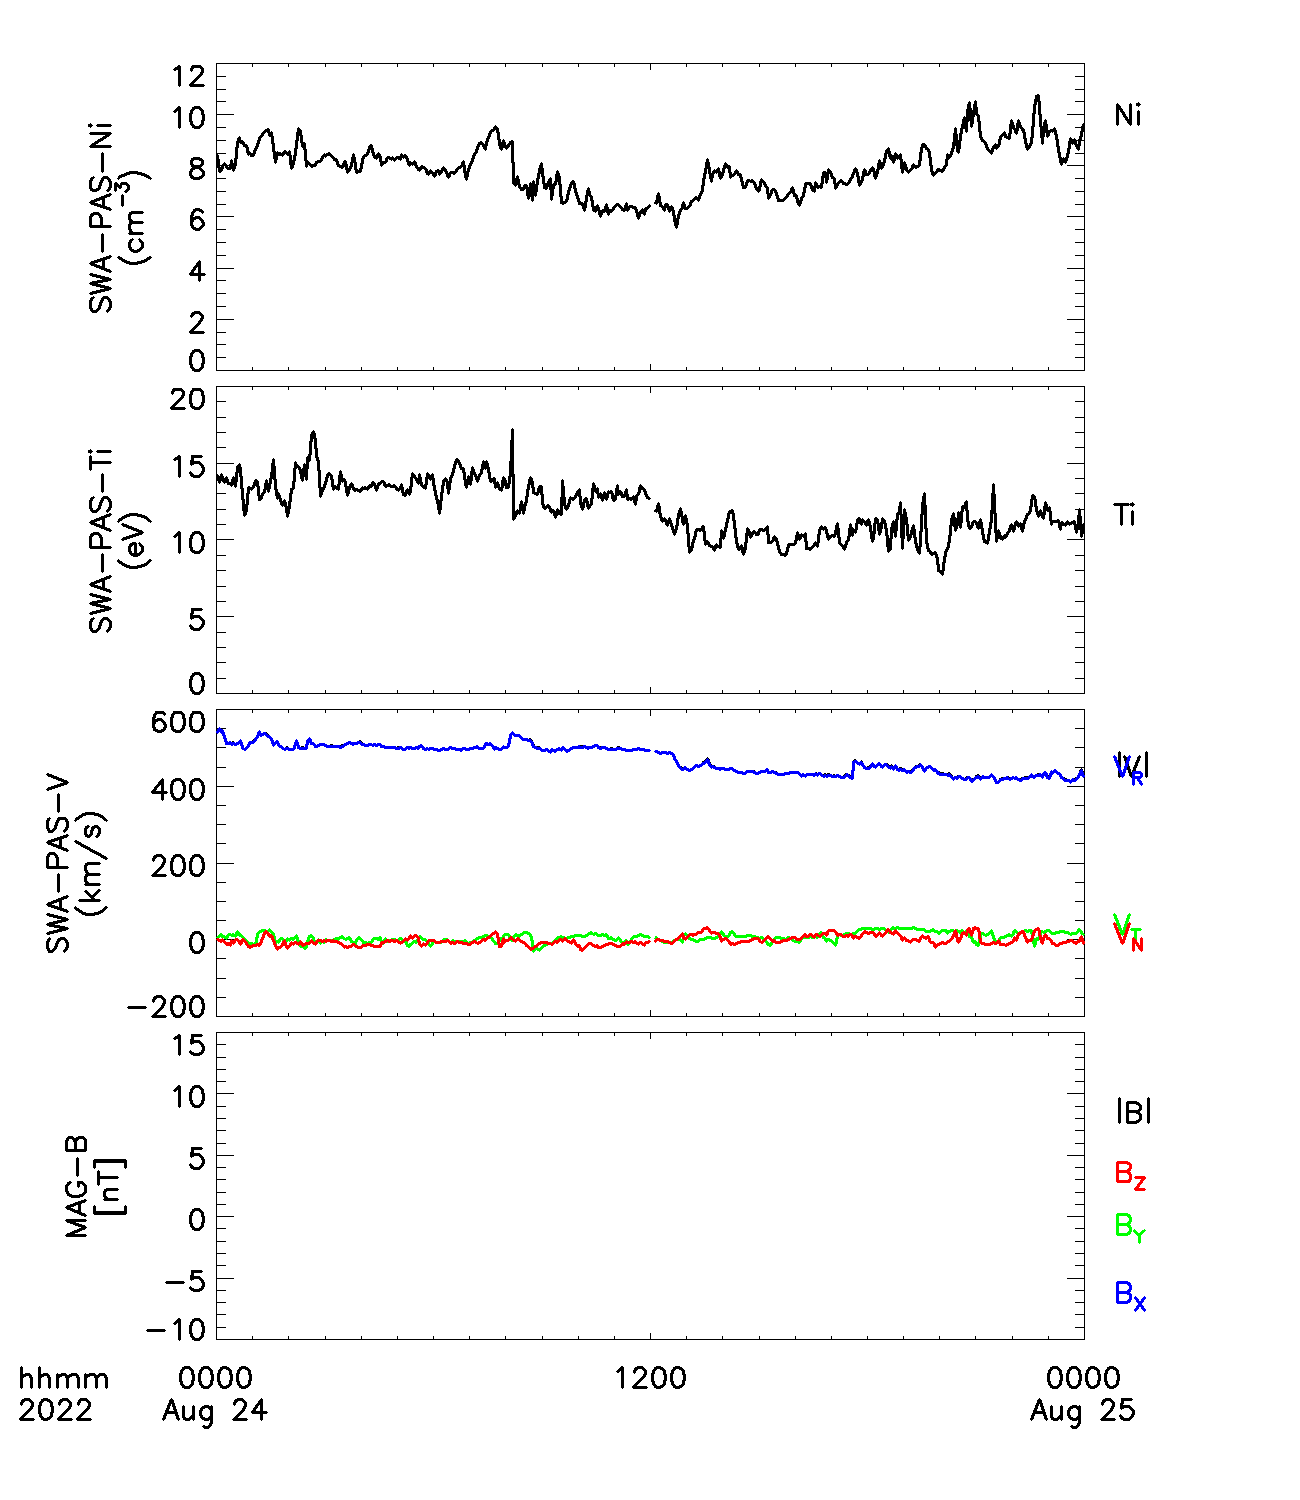 SWA-PAS-Ni
(cm⁻³)
12
10
8
6
4
2
0
Ni
SWA-PAS-Ti
(eV)
20
15
10
5
0
Ti
SWA-PAS-V
(km/s)
600
400
200
0
-200
|V|
V_R
V_T
V_N
MAG-B
[nT]
15
10
5
0
-5
-10
|B|
B_Z
B_Y
B_X
hhmm 0000 1200 0000
2022 Aug 24 Aug 25